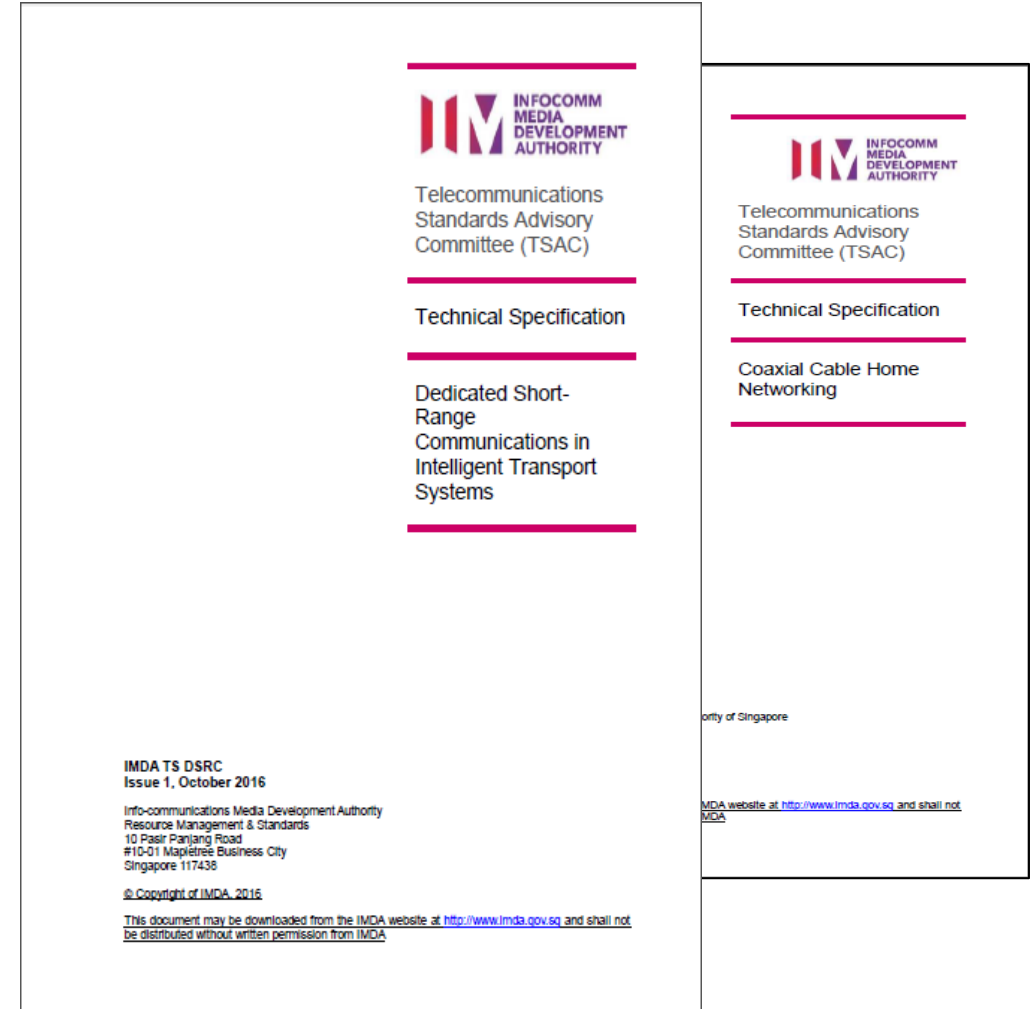 INFOCOMM
MEDIA
DEVELOPMENT
AUTHORITY
Telecommunications
Standards Advisory
Committee (TSAC)
Technical Specification
Dedicated Short-
Range
Communications in
Intelligent Transport
Systems
IMDA TS DSRC
Issue 1, October 2016
Info-communications Media Development Authority
Resource Management & Standards
10 Pasir Panjang Road
#10-01 Mapletree Business City
Singapore 117438
© Copyright of IMDA, 2016
This document may be downloaded from the IMDA website at http://www.imda.gov.sg and shall not
be distributed without written permission from IMDA
INFOCOMM
MEDIA
DEVELOPMENT
AUTHORITY
Telecommunications
Standards Advisory
Committee (TSAC)
Technical Specification
Coaxial Cable Home
Networking
ority of Singapore
MDA website at http://www.imda.gov.sg and shall not
MDA